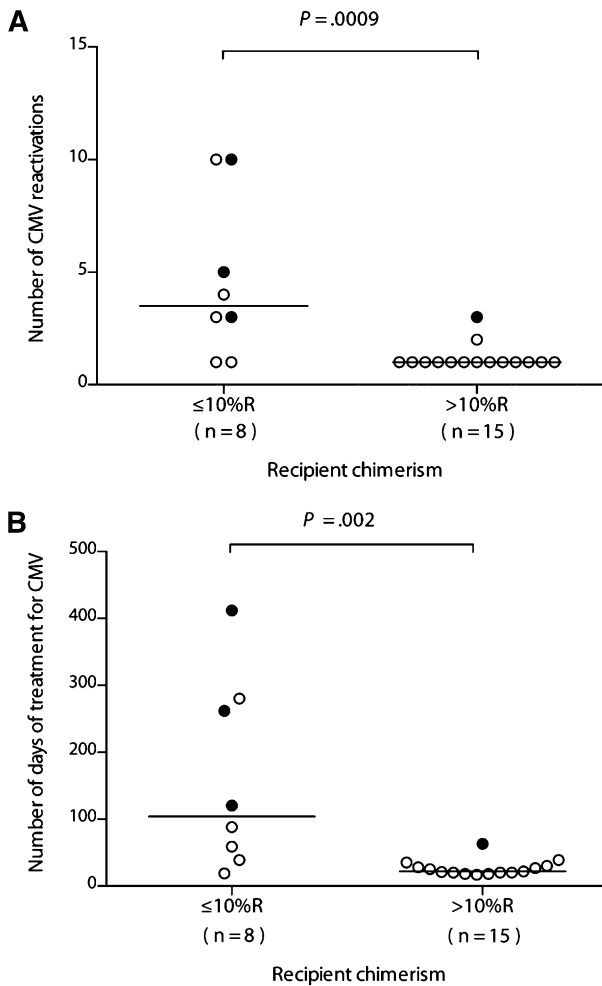 A
P = .0009
15
10
5
0
Number of CMV reactivations
≤10%R
>10%R
( n = 8 )
( n = 15 )
Recipient chimerism
B
P = .002
500
400
300
200
100
0
Number of days of treatment for CMV
≤10%R
>10%R
( n = 8 )
( n = 15 )
Recipient chimerism